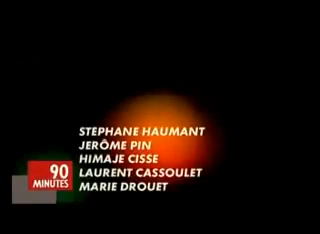 STEPHANE HAUMANT
JERÔME PIN
HIMAJE CISSE
LAURENT CASSOULET
MARIE DROUET
90
MINUTES